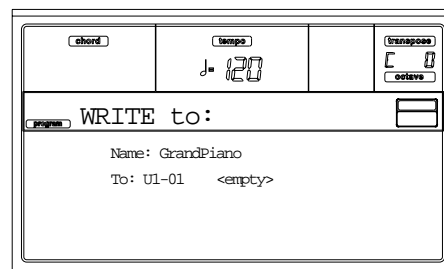 chord tempo transpose
♩= 120 C 0
octave
program WRITE to:
Name: GrandPiano
To: U1-01 <empty>